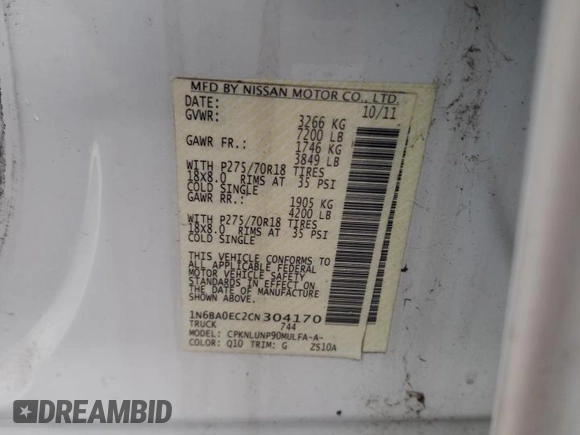 MFD BY NISSAN MOTOR CO., LTD.
DATE: 10/11
GVWR: 3266 KG
7200 LB
GAWR FR.: 1746 KG
3849 LB
WITH P275/70R18 TIRES
18X8.0 RIMS AT 35 PSI
COLD SINGLE
GAWR RR.: 1905 KG
4200 LB
WITH P275/70R18 TIRES
18X8.0 RIMS AT 35 PSI
COLD SINGLE
THIS VEHICLE CONFORMS TO
ALL APPLICABLE FEDERAL
MOTOR VEHICLE SAFETY
STANDARDS IN EFFECT ON
THE DATE OF MANUFACTURE
SHOWN ABOVE.
1N6BA0EC2CN304170
TRUCK 744
MODEL: CPKNLUNP90MULFA-A-
COLOR: Q10 TRIM: G ZS10A
DREAMBID